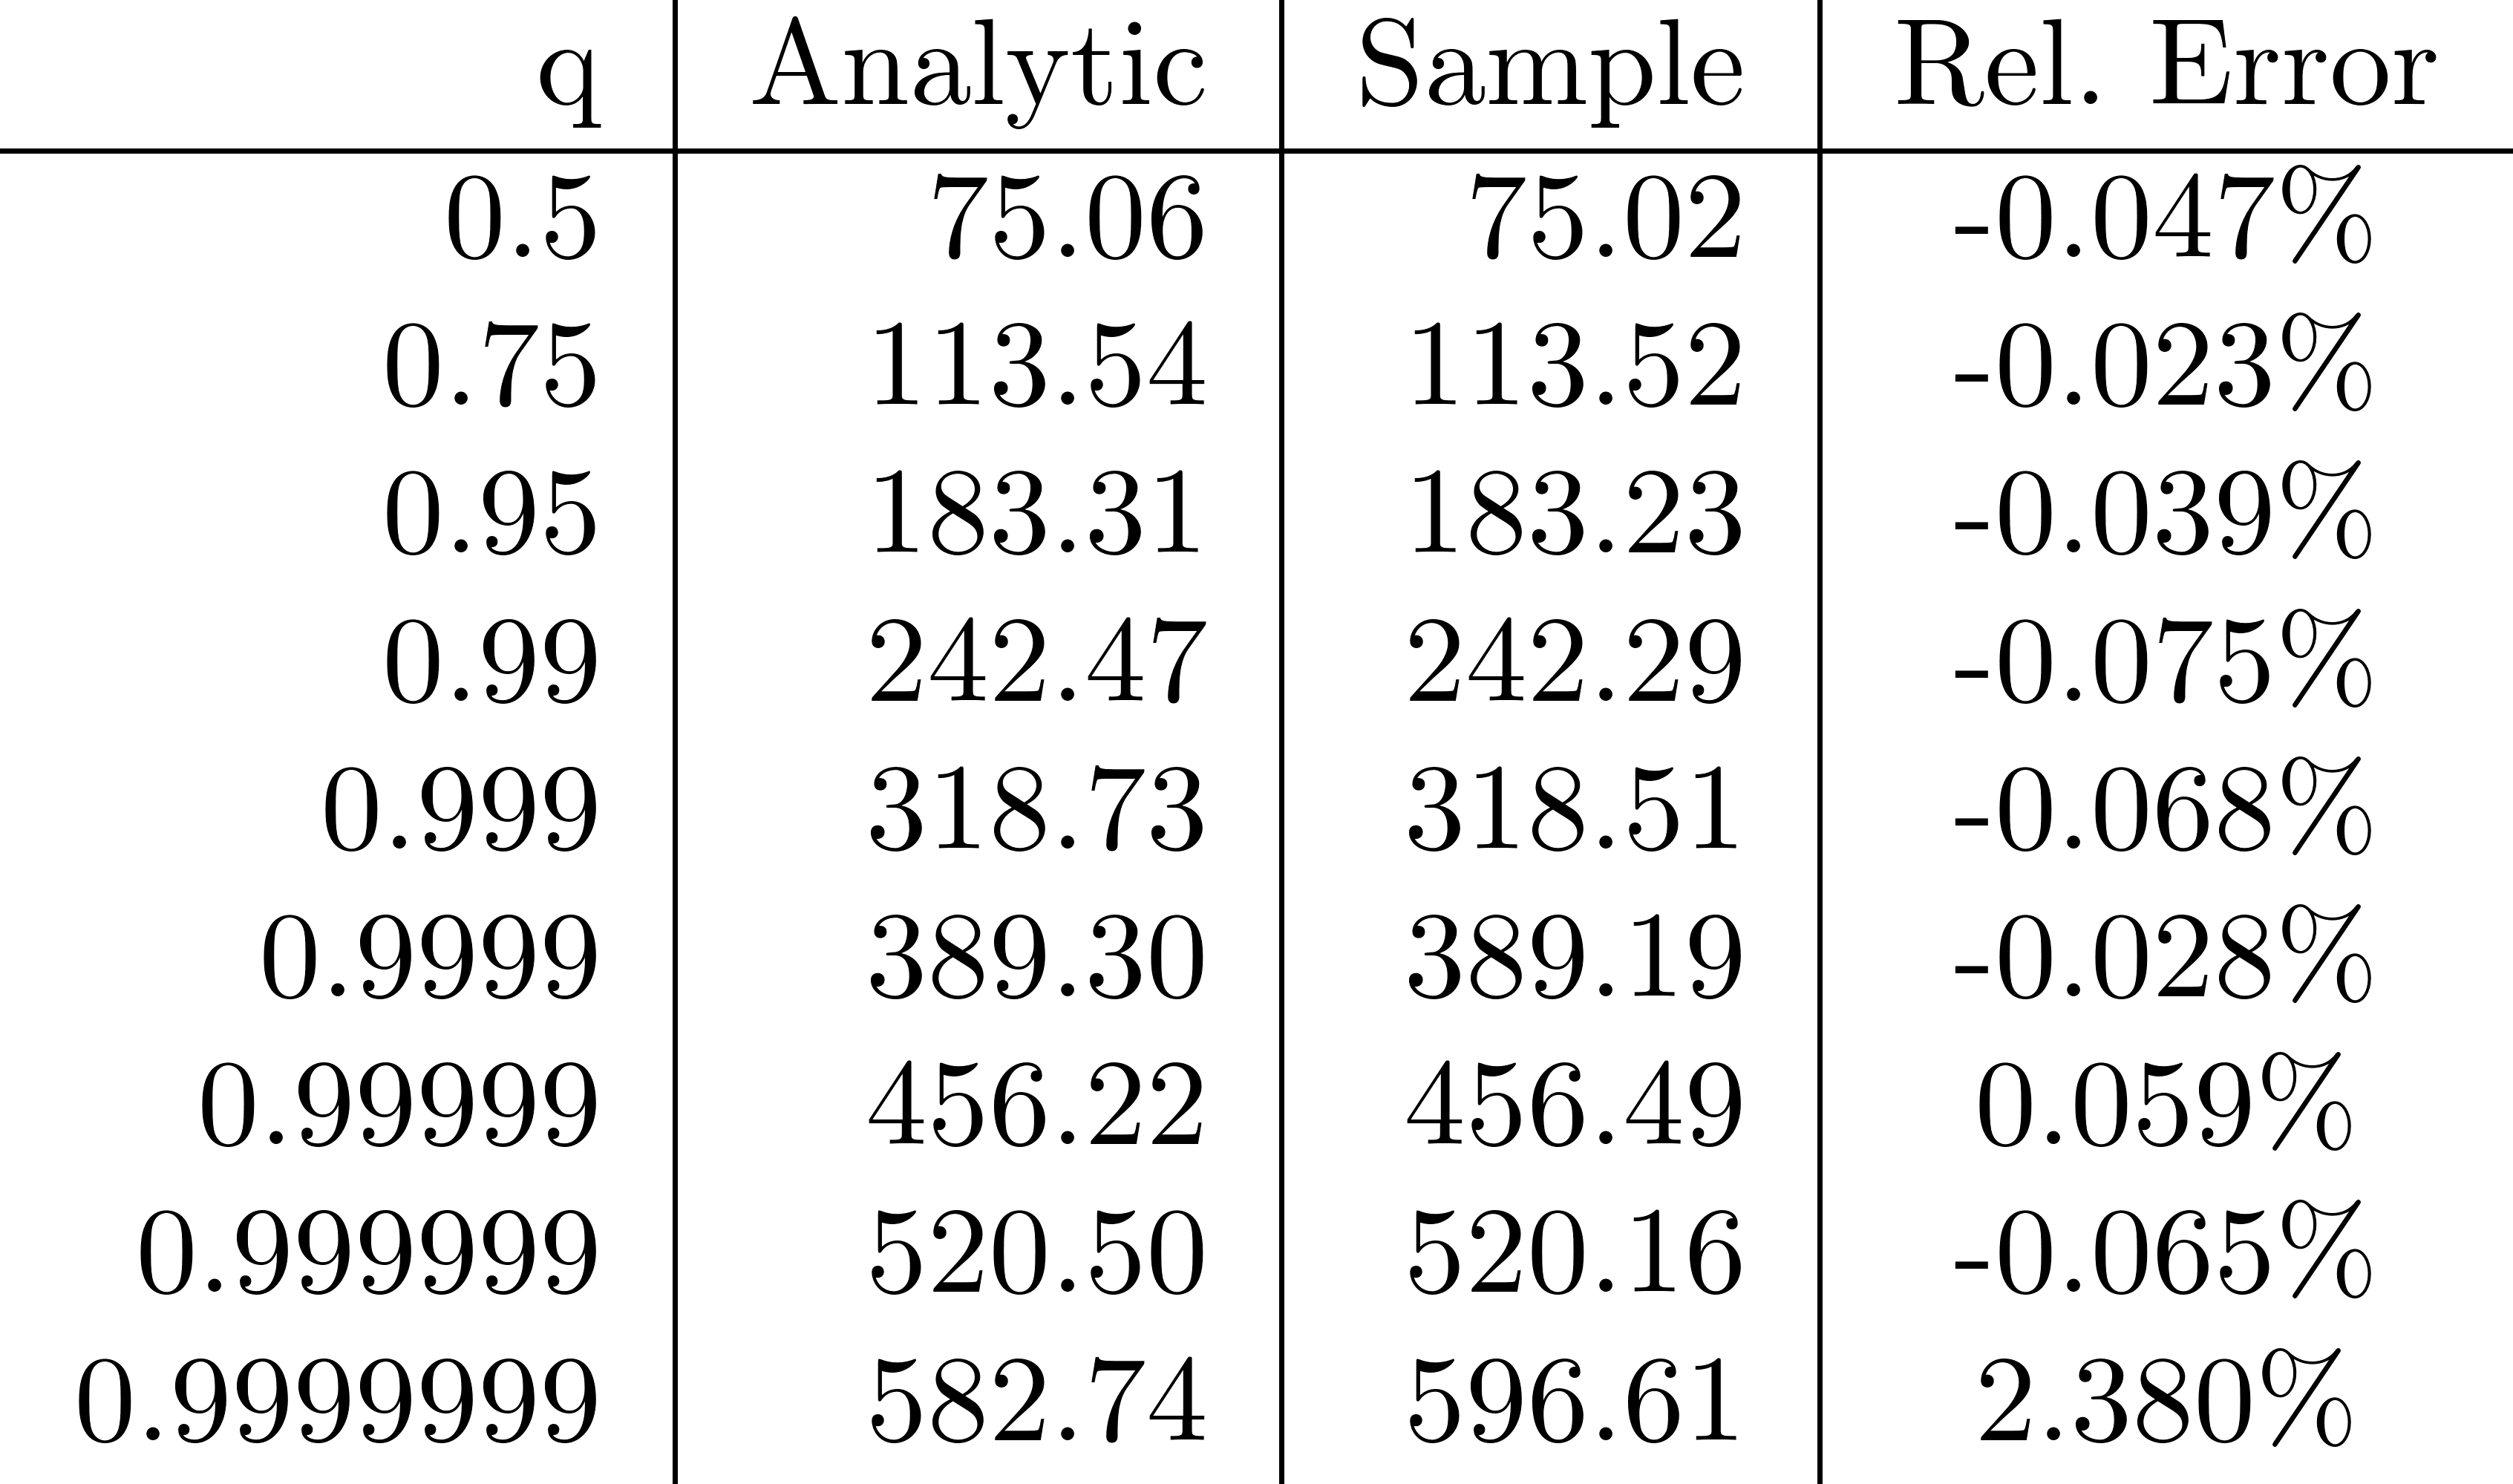 q Analytic Sample Rel. Error
0.5 75.06 75.02 -0.047%
0.75 113.54 113.52 -0.023%
0.95 183.31 183.23 -0.039%
0.99 242.47 242.29 -0.075%
0.999 318.73 318.51 -0.068%
0.9999 389.30 389.19 -0.028%
0.99999 456.22 456.49 0.059%
0.999999 520.50 520.16 -0.065%
0.9999999 582.74 596.61 2.380%